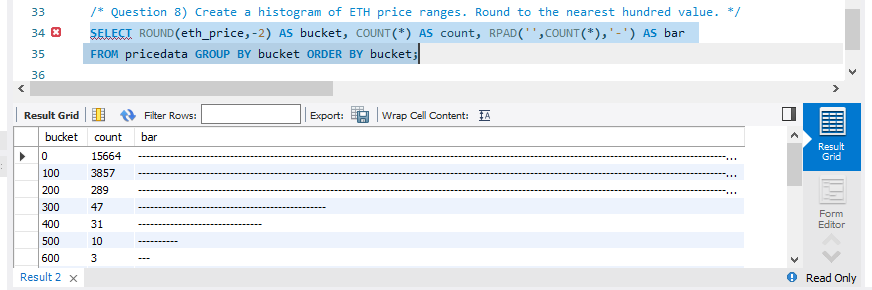 33 /* Question 8) Create a histogram of ETH price ranges. Round to the nearest hundred value. */
34 SELECT ROUND(eth_price,-2) AS bucket, COUNT(*) AS count, RPAD('',COUNT(*),'-') AS bar
35 FROM pricedata GROUP BY bucket ORDER BY bucket;
36
Result Grid Filter Rows: Export: Wrap Cell Content:
bucket count bar
0 15664 ---------------------------------------------------------------------------------------------------------------------------------------------------...
100 3857 ---------------------------------------------------------------------------------------------------------------------------------------------------...
200 289 ---------------------------------------------------------------------------------------------------------------------------------------------------...
300 47 -----------------------------------------------
400 31 -------------------------------
500 10 ----------
600 3 ---
Result Grid
Form Editor
Result 2 Read Only